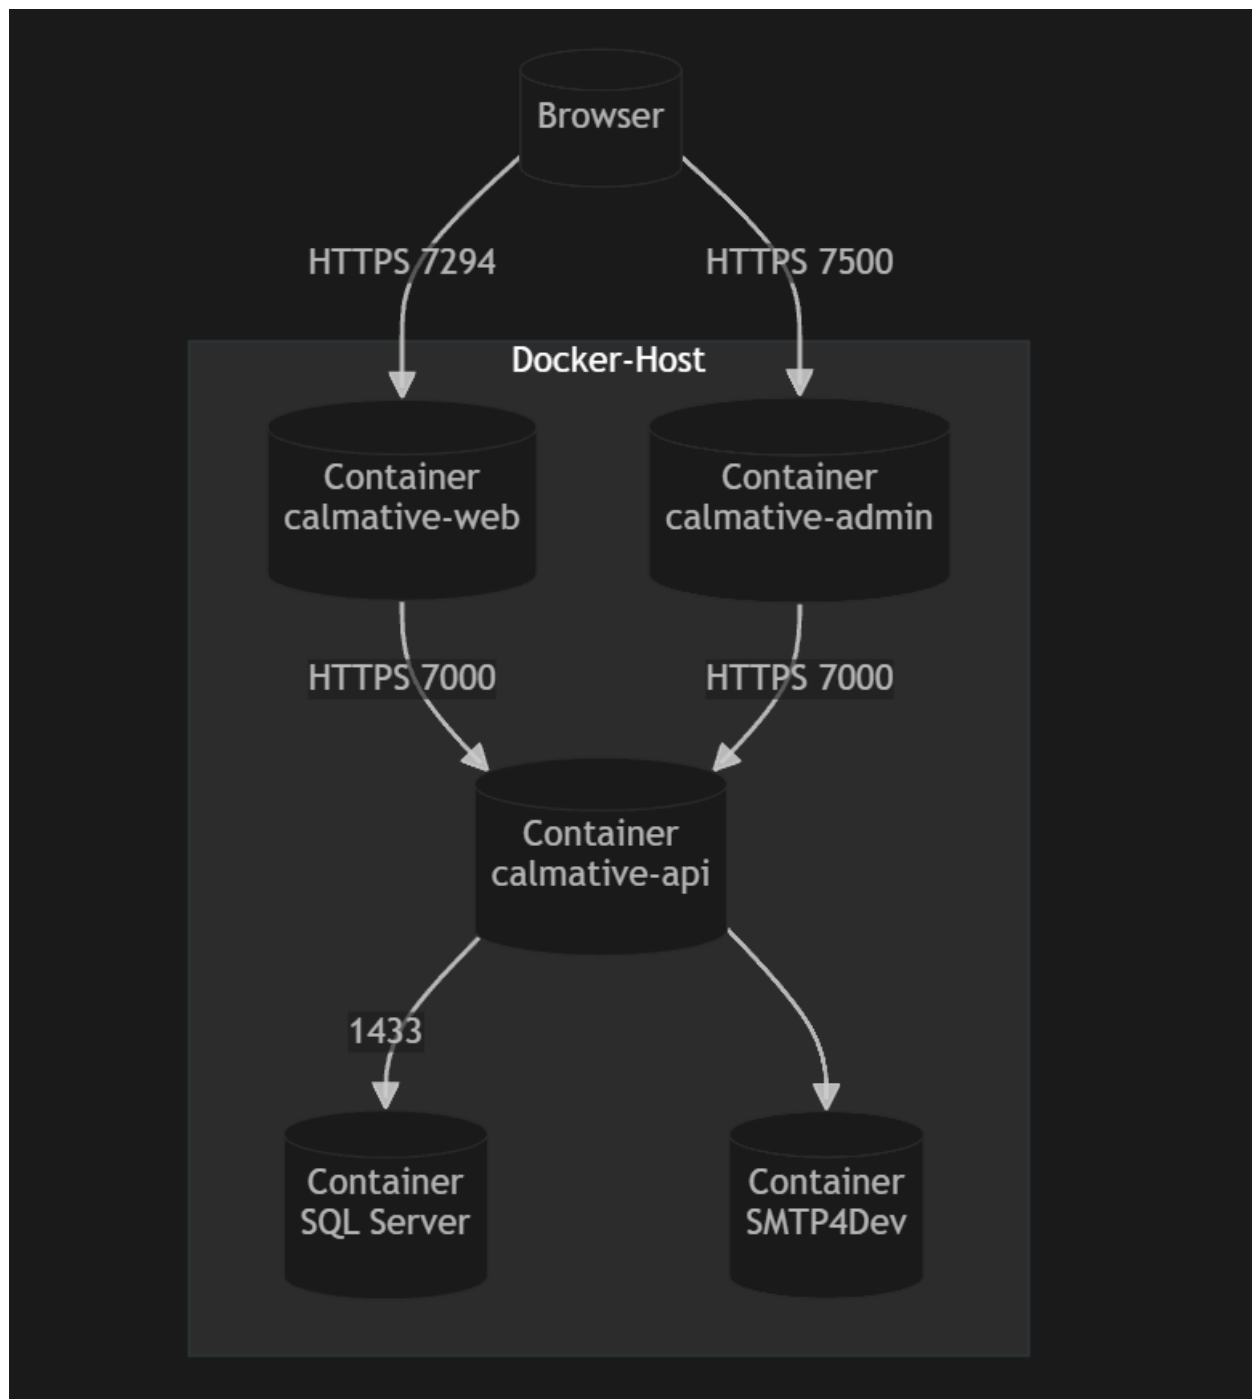 Browser
HTTPS 7294
HTTPS 7500
Docker-Host
Container
calmative-web
Container
calmative-admin
HTTPS 7000
HTTPS 7000
Container
calmative-api
1433
Container
SQL Server
Container
SMTP4Dev